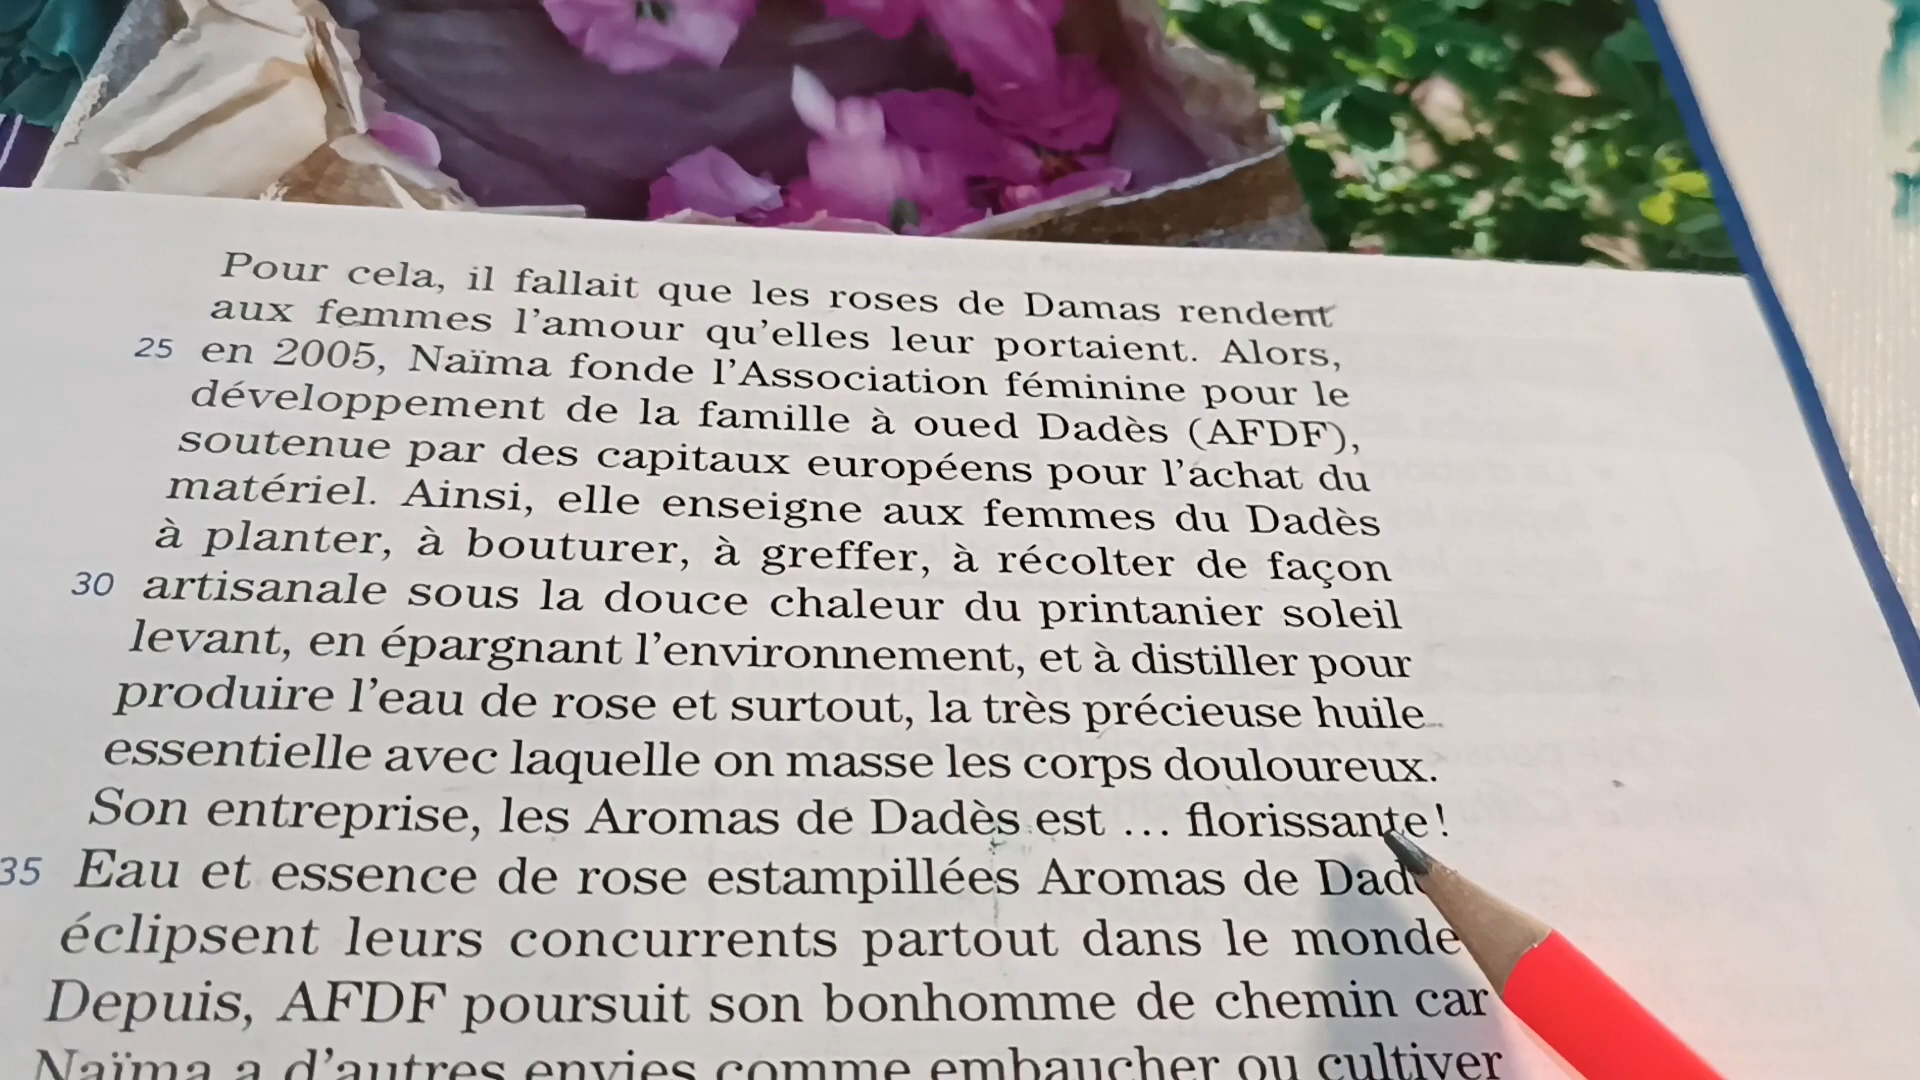 Pour cela, il fallait que les roses de Damas rendent
aux femmes l'amour qu'elles leur portaient. Alors,
25 en 2005, Naïma fonde l'Association féminine pour le
développement de la famille à oued Dadès (AFDF),
soutenue par des capitaux européens pour l'achat du
matériel. Ainsi, elle enseigne aux femmes du Dadès
à planter, à bouturer, à greffer, à récolter de façon
30 artisanale sous la douce chaleur du printanier soleil
levant, en épargnant l'environnement, et à distiller pour
produire l'eau de rose et surtout, la très précieuse huile
essentielle avec laquelle on masse les corps douloureux.
Son entreprise, les Aromas de Dadès est ... florissante!
35 Eau et essence de rose estampillées Aromas de
éclipsent leurs concurrents partout dans le monde
Depuis, AFDF poursuit son bonhomme de chemin car
Naïma a d'autres envies comme embaucher ou cultiver